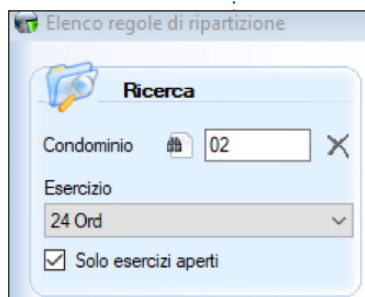 Elenco regole di ripartizione
Ricerca
Condominio 02
Esercizio
24 Ord
Solo esercizi aperti